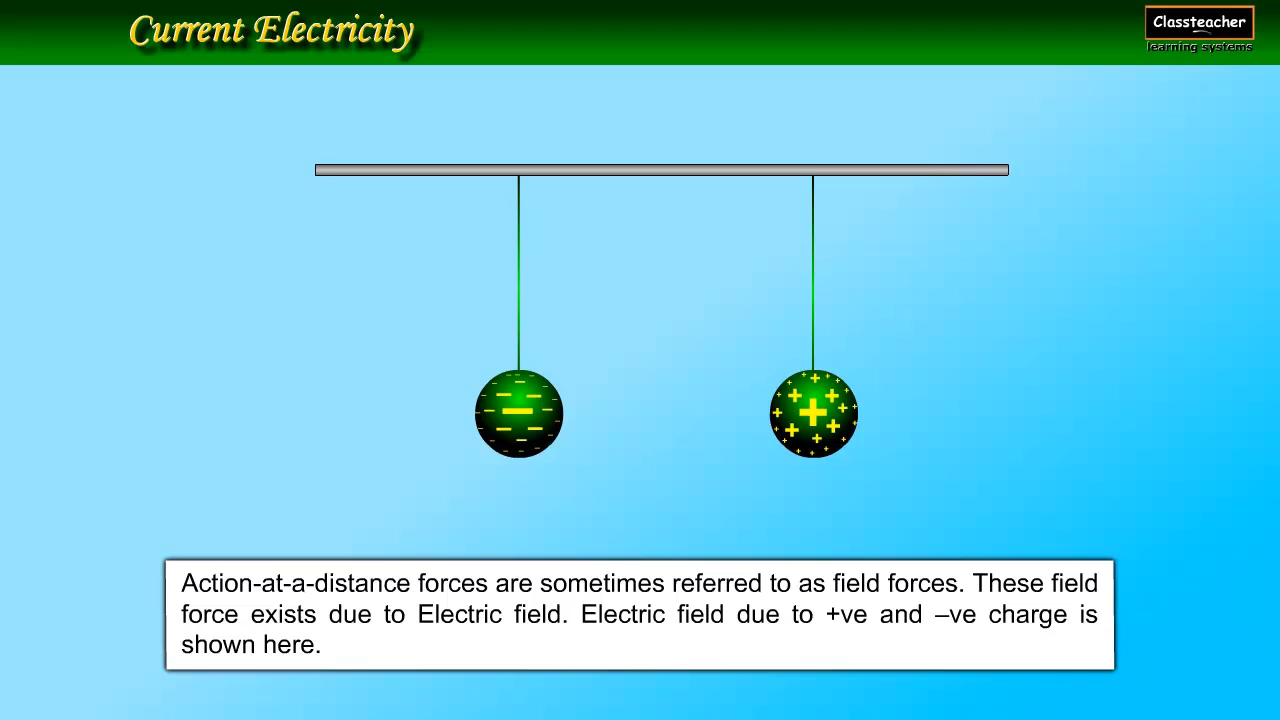 Current Electricity
Classteacher
learning systems
Action-at-a-distance forces are sometimes referred to as field forces. These field
force exists due to Electric field. Electric field due to +ve and –ve charge is
shown here.